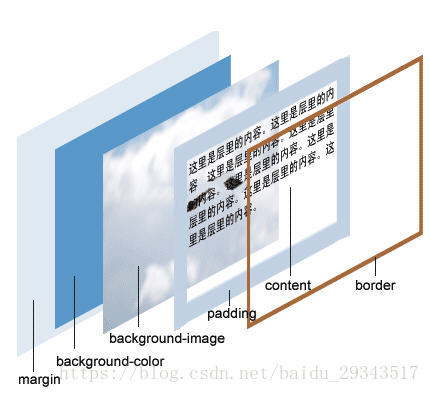 这里是层里的内容。这里是层里的内
容。这里是层里的内容。这里是层里
的内容。 里是层里的内容。这里是
层里的内容。这里是层里的内容。这
里是层里的内容。
content
border
padding
background-image
background-color
margin
https://blog.csdn.net/baidu_29343517